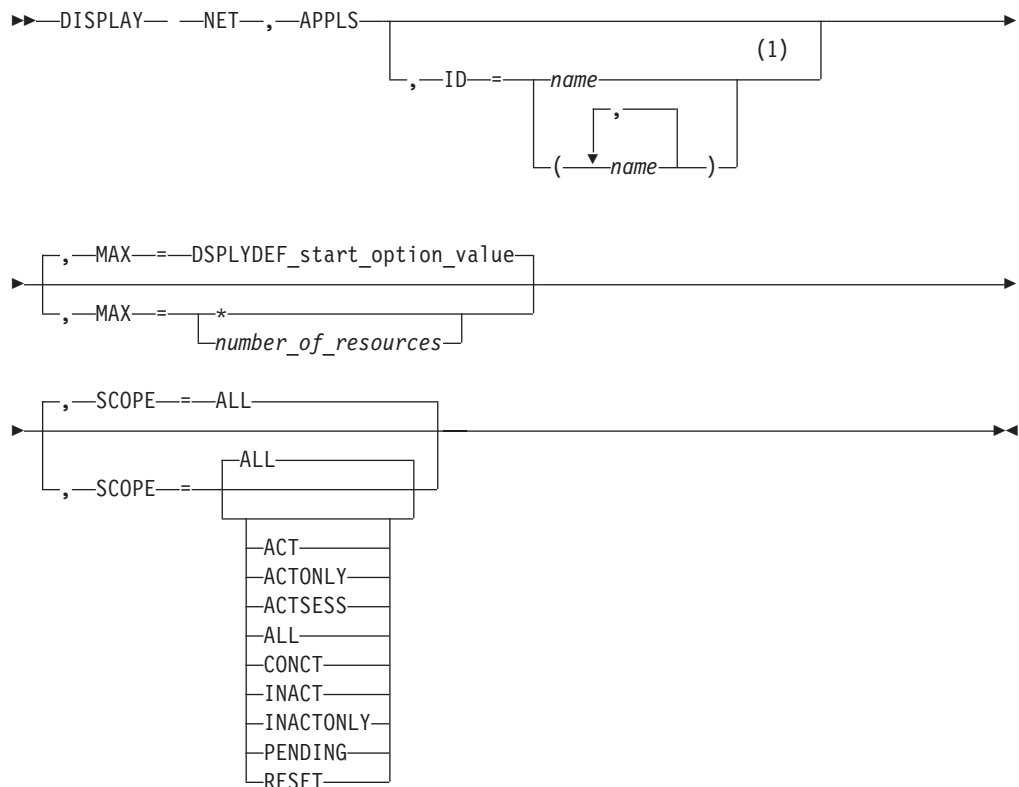 DISPLAY NET , APPLS
(1)
, ID = name
,
( name )
, MAX = DSPLYDEF_start_option_value
, MAX = *
number_of_resources
, SCOPE = ALL
ALL
, SCOPE =
ACT
ACTONLY
ACTSESS
ALL
CONCT
INACT
INACTONLY
PENDING
RESET